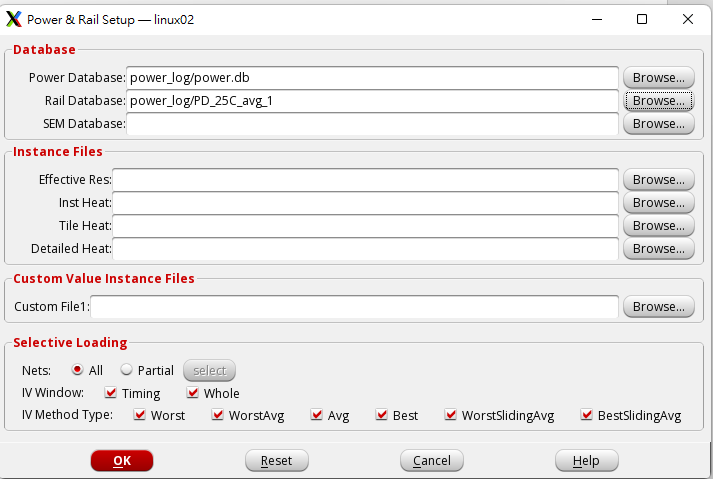 Power & Rail Setup — linux02
Database
Power Database: power_log/power.db Browse...
Rail Database: power_log/PD_25C_avg_1 Browse...
SEM Database: Browse...
Instance Files
Effective Res: Browse...
Inst Heat: Browse...
Tile Heat: Browse...
Detailed Heat: Browse...
Custom Value Instance Files
Custom File1: Browse...
Selective Loading
Nets: All Partial select
IV Window: Timing Whole
IV Method Type: Worst WorstAvg Avg Best WorstSlidingAvg BestSlidingAvg
OK Reset Cancel Help